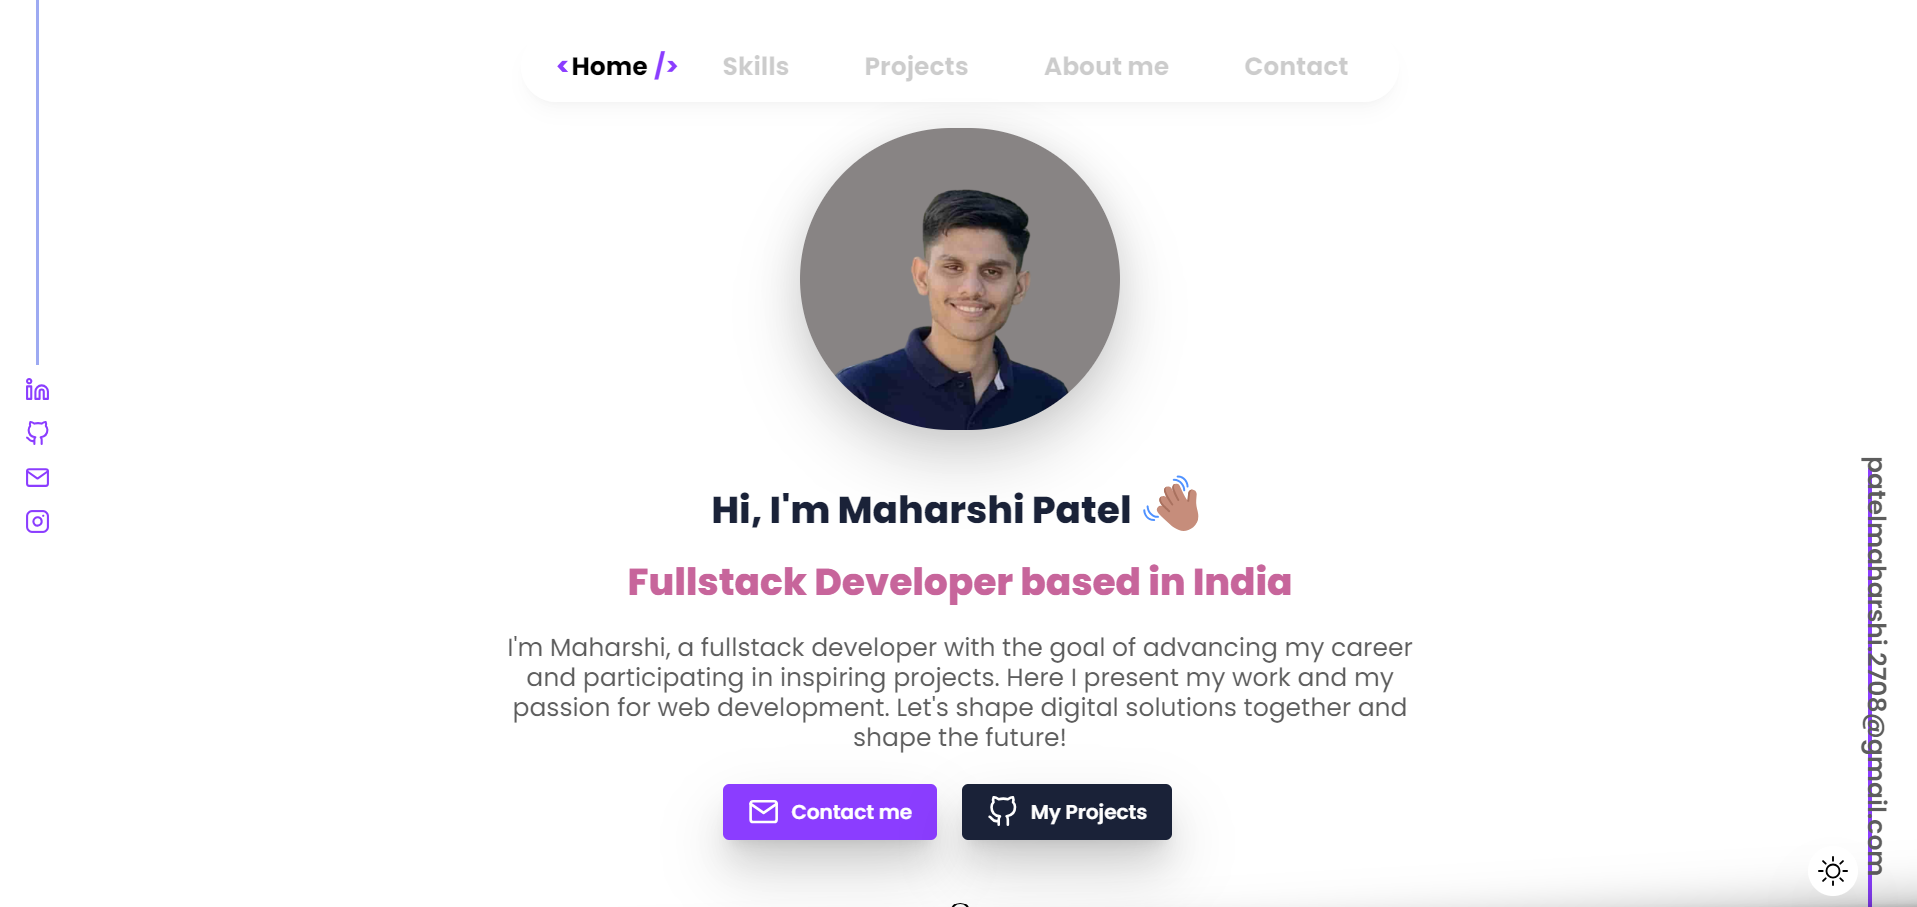 <Home /> Skills Projects About me Contact
Hi, I'm Maharshi Patel
Fullstack Developer based in India
I'm Maharshi, a fullstack developer with the goal of advancing my career
and participating in inspiring projects. Here I present my work and my
passion for web development. Let's shape digital solutions together and
shape the future!
Contact me
My Projects
patelmaharshi.2708@gmail.com